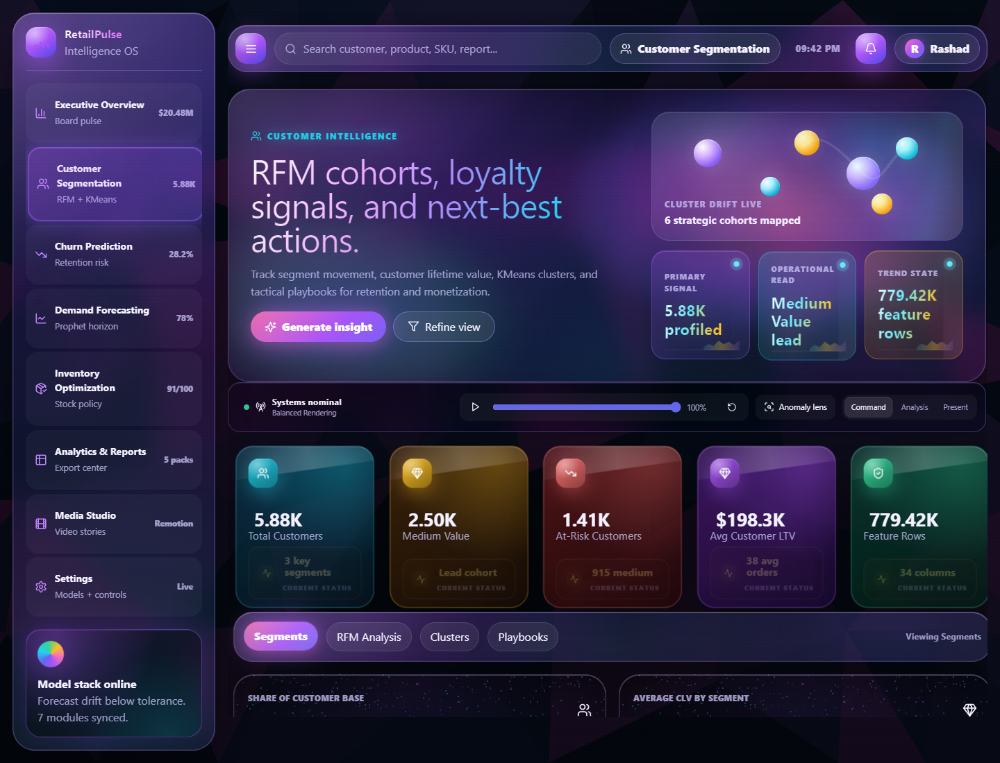 RetailPulse
Intelligence OS
Executive Overview
Board pulse
$20.48M
Customer
Segmentation
RFM + KMeans
5.88K
Churn Prediction
Retention risk
28.2%
Demand Forecasting
Prophet horizon
78%
Inventory
Optimization
Stock policy
91/100
Analytics & Reports
Export center
5 packs
Media Studio
Video stories
Remotion
Settings
Models + controls
Live
Model stack online
Forecast drift below tolerance.
7 modules synced.
Search customer, product, SKU, report...
Customer Segmentation
09:42 PM
R
Rashad
CUSTOMER INTELLIGENCE
RFM cohorts, loyalty
signals, and next-best
actions.
Track segment movement, customer lifetime value, KMeans clusters, and
tactical playbooks for retention and monetization.
Generate insight
Refine view
CLUSTER DRIFT LIVE
6 strategic cohorts mapped
PRIMARY
SIGNAL
5.88K
profiled
OPERATIONAL
READ
Medium
Value
lead
TREND STATE
779.42K
feature
rows
Systems nominal
Balanced Rendering
100%
Anomaly lens
Command
Analysis
Present
5.88K
Total Customers
3 key
segments
CURRENT STATUS
2.50K
Medium Value
Lead cohort
CURRENT STATUS
1.41K
At-Risk Customers
915 medium
CURRENT STATUS
$198.3K
Avg Customer LTV
38 avg
orders
CURRENT STATUS
779.42K
Feature Rows
34 columns
CURRENT STATUS
Segments
RFM Analysis
Clusters
Playbooks
Viewing Segments
SHARE OF CUSTOMER BASE
AVERAGE CLV BY SEGMENT